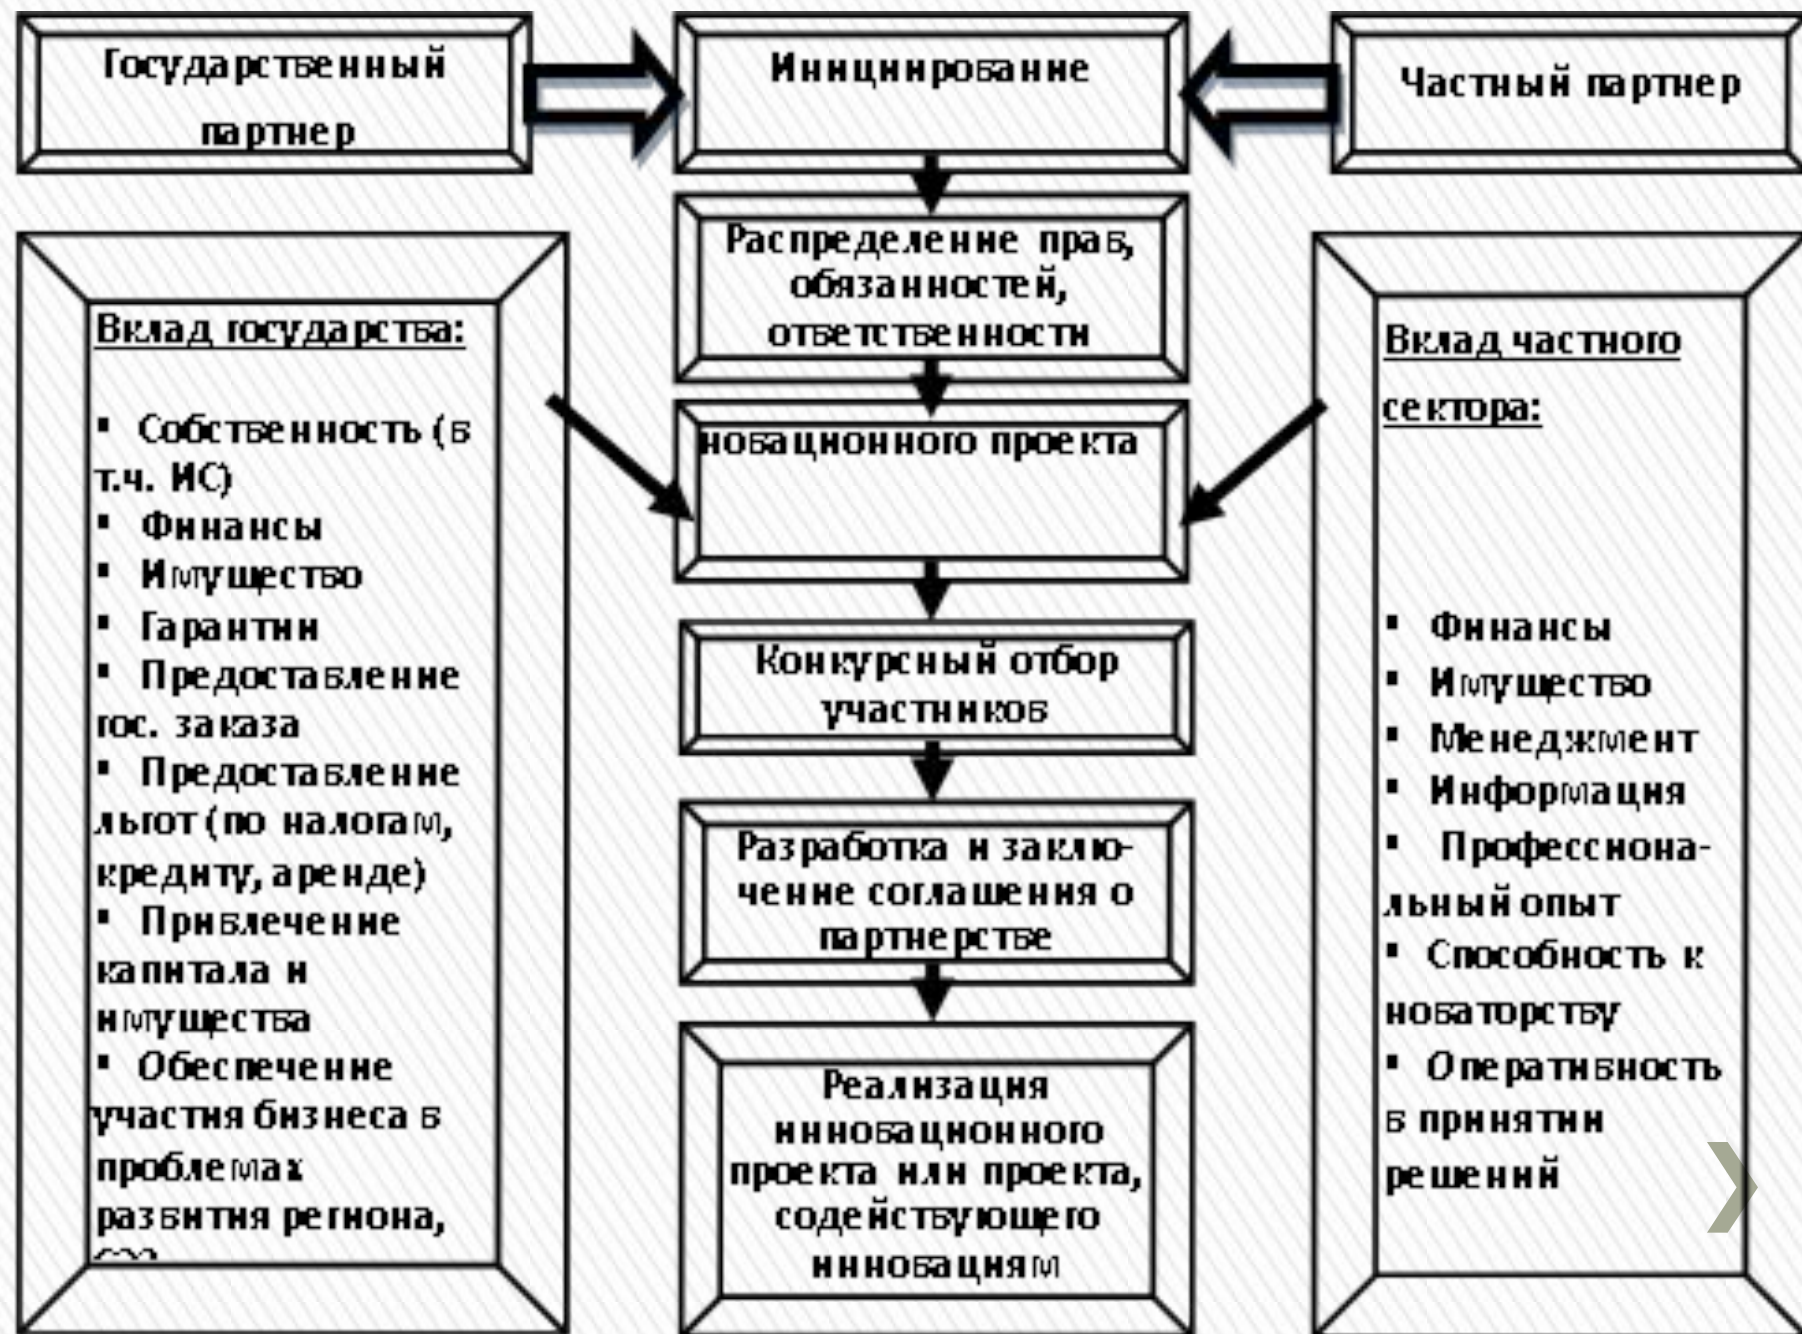 Государственный
партнер
Инициирование
Частный партнер
Распределение прав,
обязанностей,
ответственности
новационного проекта
Конкурсный отбор
участников
Разработка и заклю-
чение соглашения о
партнерстве
Реализация
инновационного
проекта или проекта,
содействующего
инновациям
Вклад государства:
▪ Собственность (в
т.ч. ИС)
▪ Финансы
▪ Имущество
▪ Гарантии
▪ Предоставление
гос. заказа
▪ Предоставление
льгот (по налогам,
кредиту, аренде)
▪ Привлечение
капитала и
имущества
▪ Обеспечение
участия бизнеса в
проблемах
развития региона,
Вклад частного
сектора:
▪ Финансы
▪ Имущество
▪ Менеджмент
▪ Информация
▪ Профессиона-
льный опыт
▪ Способность к
новаторству
▪ Оперативность
в принятии
решений